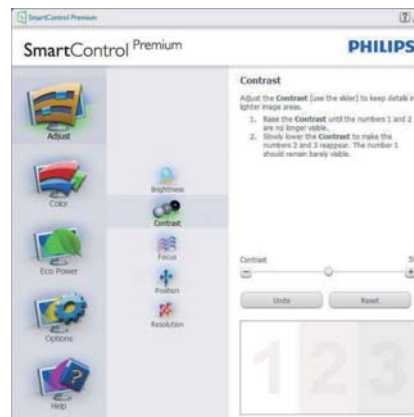 SmartControl Premium
?
SmartControl Premium
PHILIPS
Adjust
Color
Eco Power
Options
Help
Brightness
Contrast
Focus
Position
Resolution
Contrast
Adjust the Contrast (use the slider) to keep details in
lighter image areas.
1. Raise the Contrast until the numbers 1 and 2
are no longer visible.
2. Slowly lower the Contrast to make the
numbers 2 and 3 reappear. The number 1
should remain barely visible.
Contrast
Undo
Reset
1 2 3